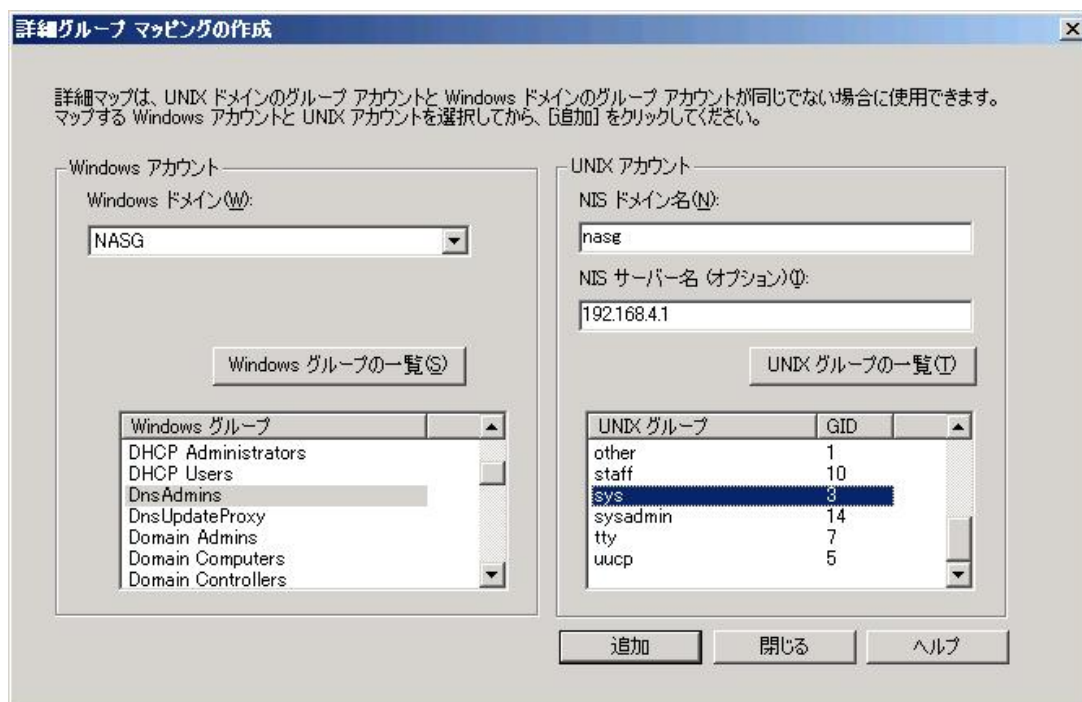 詳細グループ マッピングの作成
詳細マップは、UNIX ドメインのグループ アカウントと Windows ドメインのグループ アカウントが同じでない場合に使用できます。
マップする Windows アカウントと UNIX アカウントを選択してから、[追加] をクリックしてください。
Windows アカウント
Windows ドメイン(W):
NASG
Windows グループの一覧(S)
Windows グループ
DHCP Administrators
DHCP Users
DnsAdmins
DnsUpdateProxy
Domain Admins
Domain Computers
Domain Controllers
UNIX アカウント
NIS ドメイン名(N):
nasg
NIS サーバー名 (オプション)(I):
192.168.4.1
UNIX グループの一覧(T)
UNIX グループ GID
other 1
staff 10
sys 3
sysadmin 14
tty 7
uucp 5
追加 閉じる ヘルプ